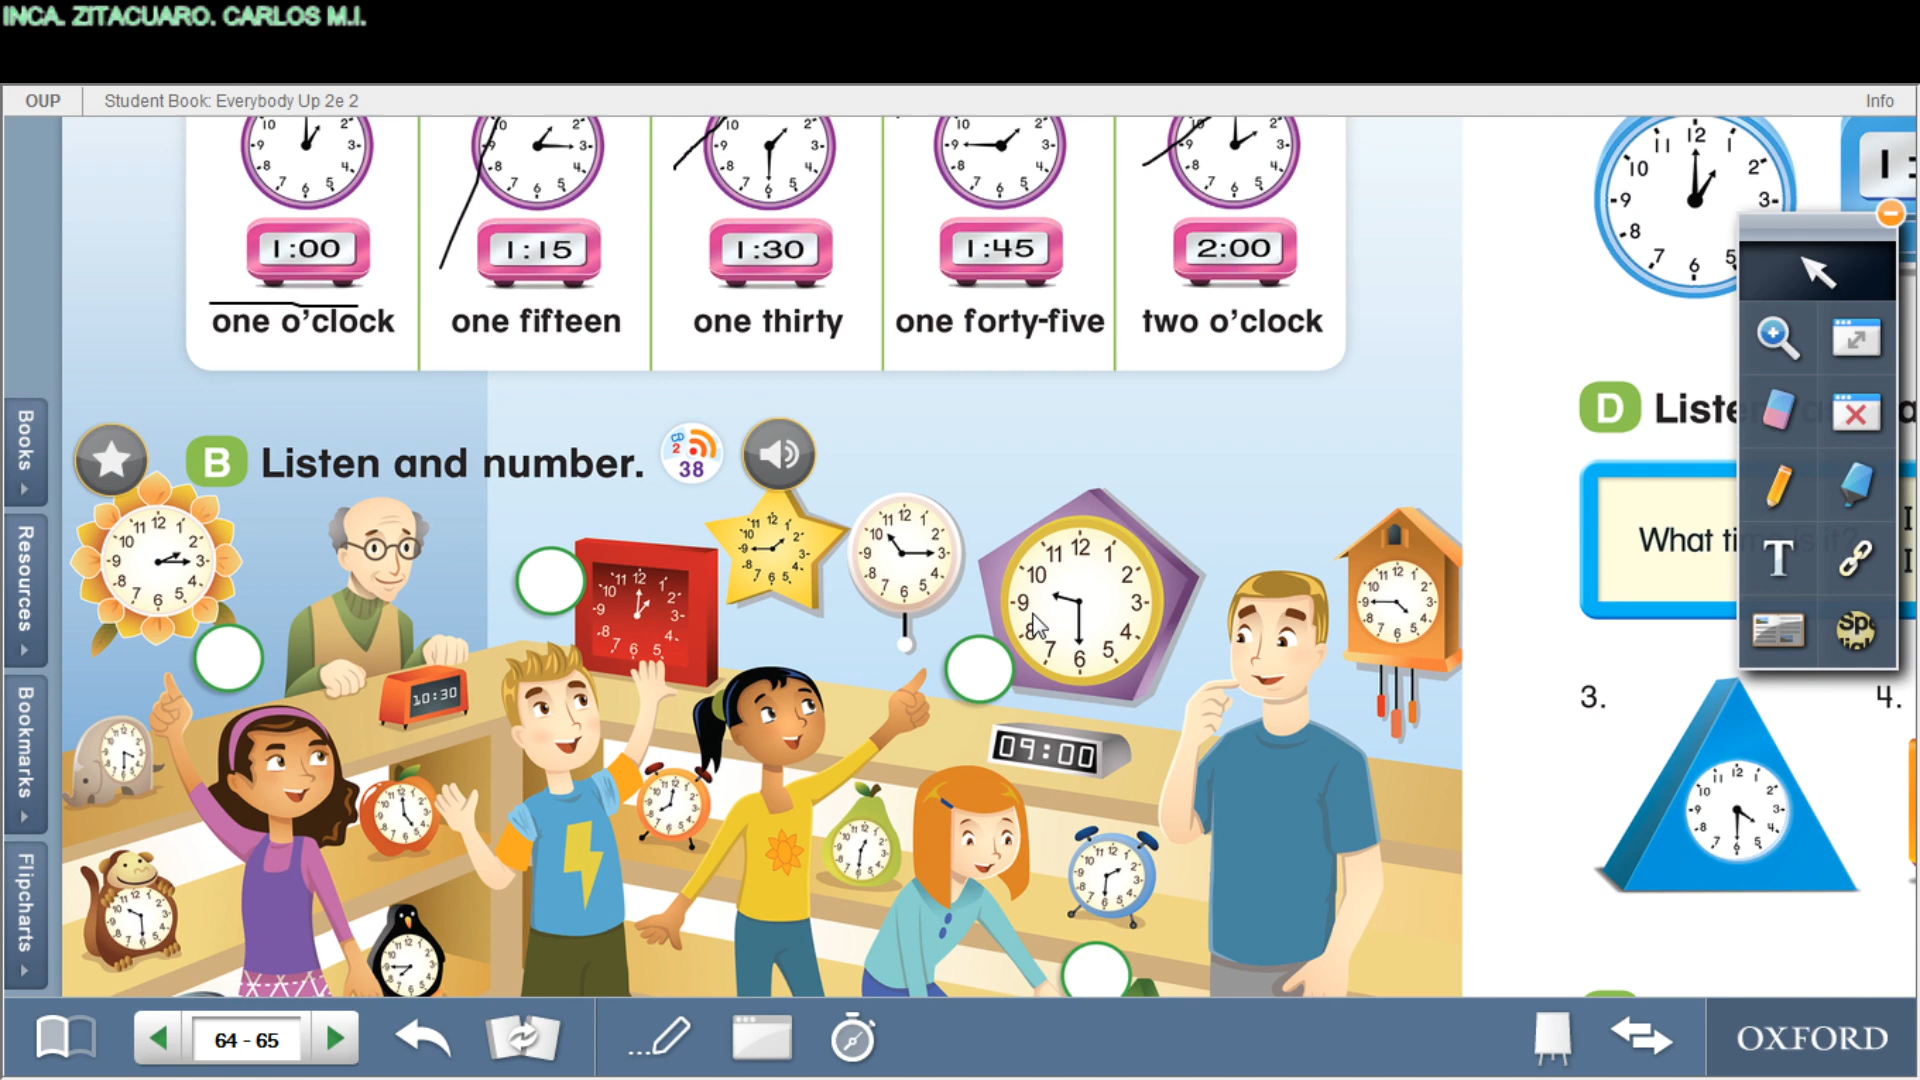 INCA. ZITACUARO. CARLOS M.I.
OUP
Student Book: Everybody Up 2e 2
Info
1:00
1:15
1:30
1:45
2:00
one o'clock
one fifteen
one thirty
one forty-five
two o'clock
B Listen and number.
CD
2
38
10:30
09:00
D
What
3.
4.
Books
Resources
Bookmarks
Flipcharts
T
64 - 65
OXFORD